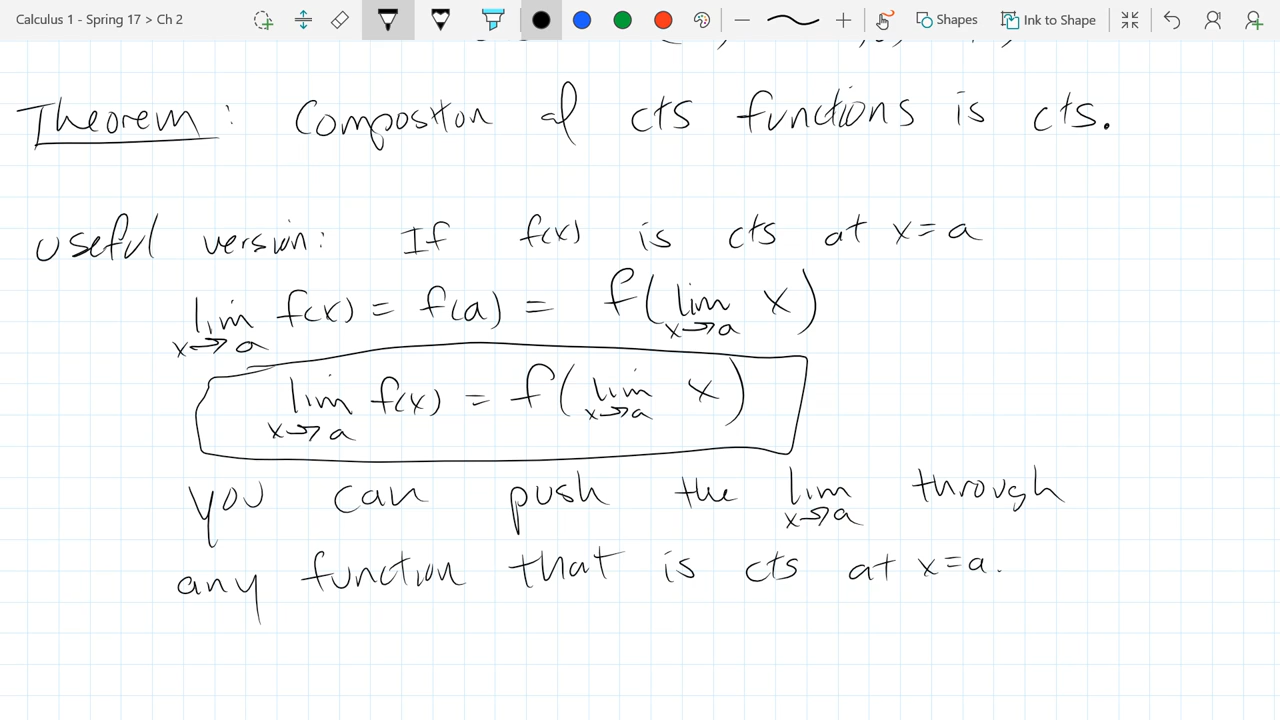 Calculus 1 - Spring 17 > Ch 2 Shapes Ink to Shape
Theorem: Compositon of cts functions is cts.
Useful version: If f(x) is cts at x=a
lim x→a f(x) = f(a) = f(lim x→a x)
lim x→a f(x) = f(lim x→a x)
you can push the lim x→a through
any function that is cts at x=a.